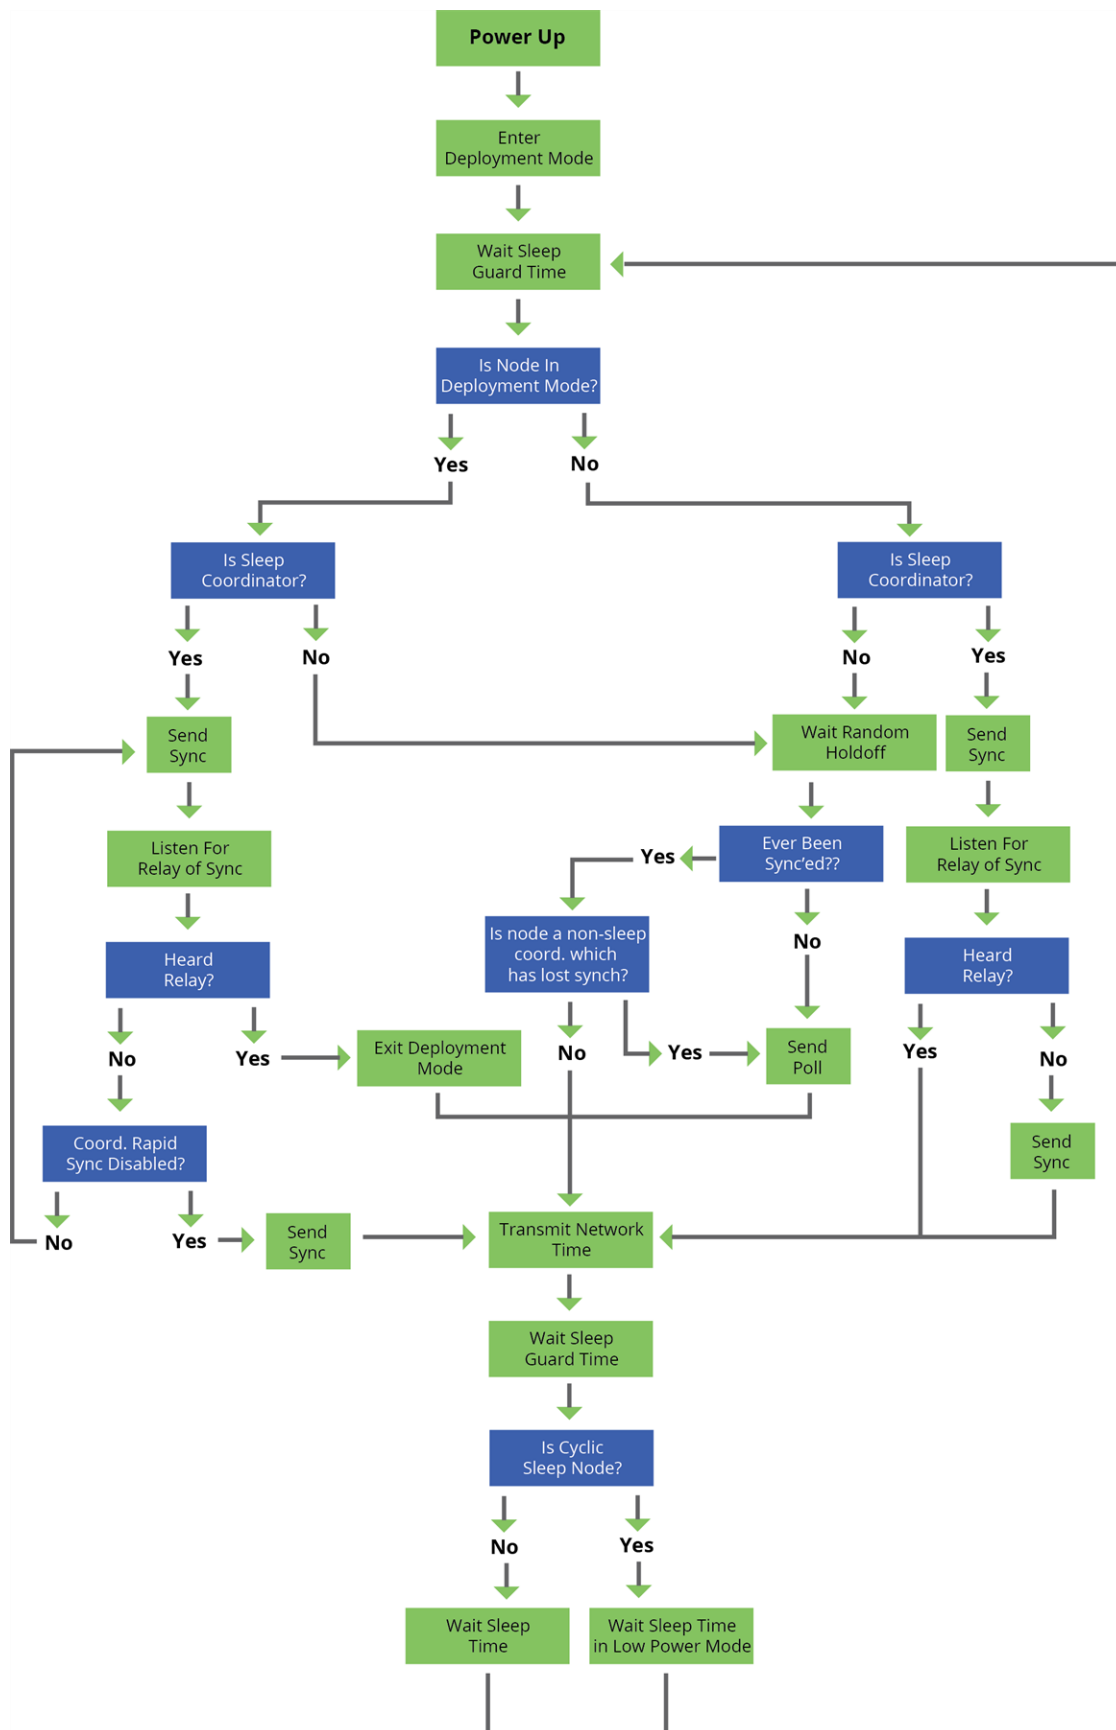 Power Up
Enter
Deployment Mode
Wait Sleep
Guard Time
Is Node In
Deployment Mode?
Yes
No
Is Sleep
Coordinator?
Is Sleep
Coordinator?
Yes
No
No
Yes
Send
Sync
Wait Random
Holdoff
Send
Sync
Listen For
Relay of Sync
Yes
Ever Been
Sync'ed??
Listen For
Relay of Sync
Heard
Relay?
Is node a non-sleep
coord. which
has lost synch?
No
Heard
Relay?
No
Yes
Exit Deployment
Mode
No
Yes
Send
Poll
Yes
No
Coord. Rapid
Sync Disabled?
Send
Sync
No
Yes
Send
Sync
Transmit Network
Time
Wait Sleep
Guard Time
Is Cyclic
Sleep Node?
No
Yes
Wait Sleep
Time
Wait Sleep Time
in Low Power Mode